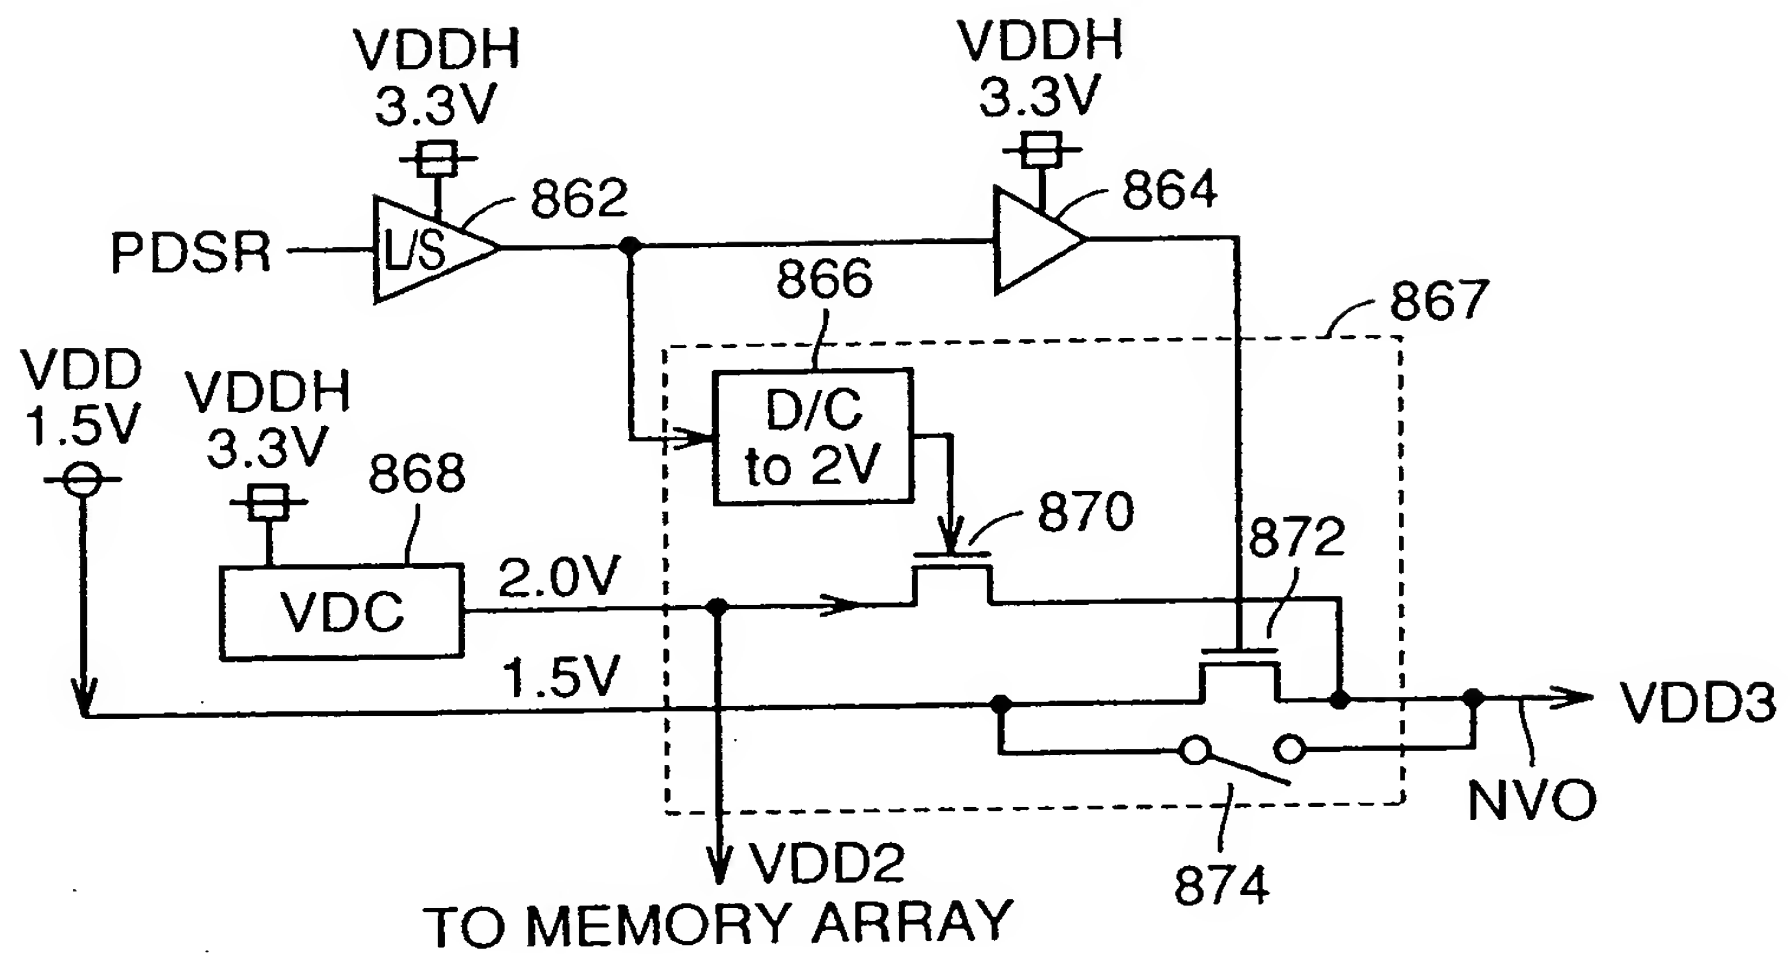 VDDH
3.3V
VDDH
3.3V
862
864
PDSR
L/S
866
867
VDD
1.5V
VDDH
3.3V
D/C
to 2V
868
870
872
2.0V
VDC
1.5V
VDD3
NVO
874
VDD2
TO MEMORY ARRAY